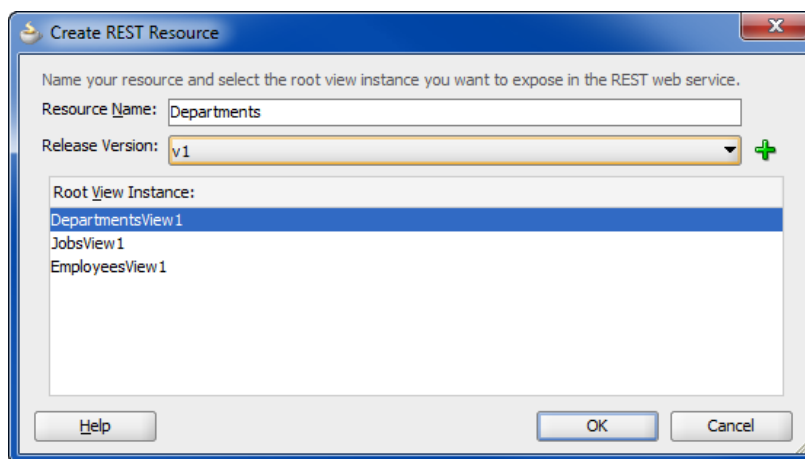 Create REST Resource
Name your resource and select the root view instance you want to expose in the REST web service.
Resource Name: Departments
Release Version: v1
Root View Instance:
DepartmentsView1
JobsView1
EmployeesView1
Help OK Cancel